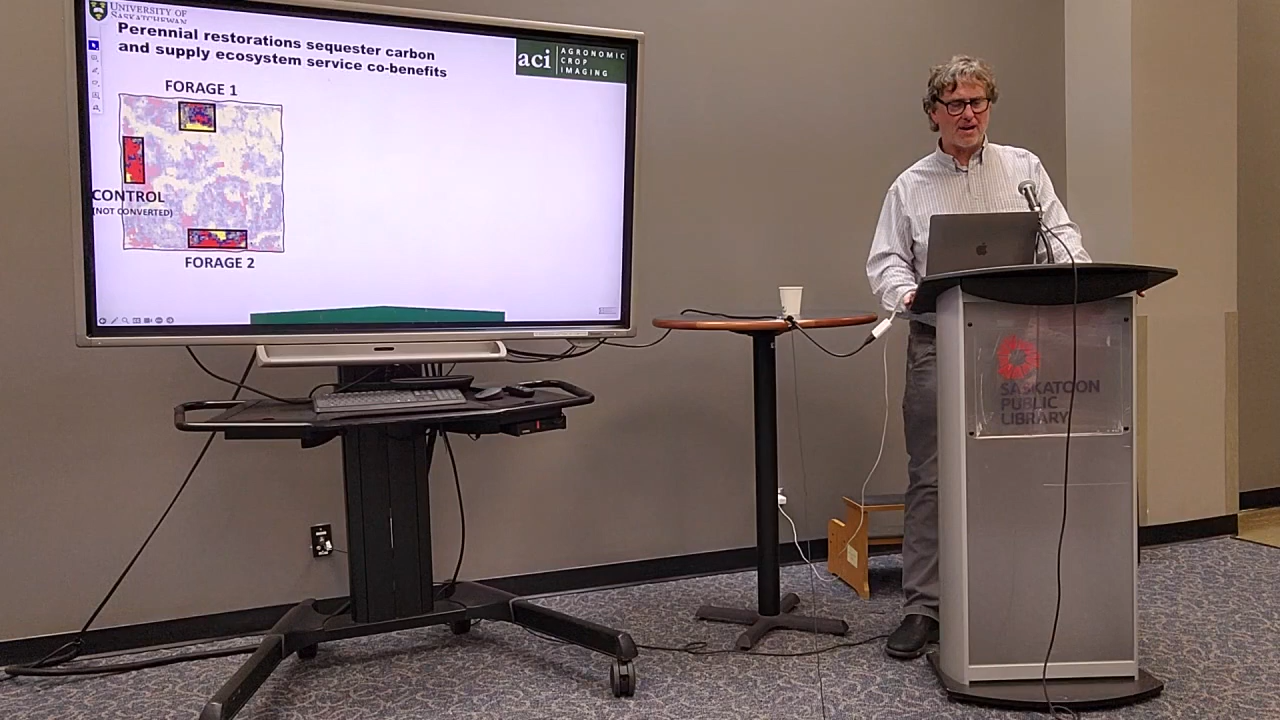 UNIVERSITY OF
SASKATCHEWAN
Perennial restorations sequester carbon
and supply ecosystem service co-benefits
aci
AGRONOMIC
CROP
IMAGING
FORAGE 1
CONTROL
(NOT CONVERTED)
FORAGE 2
SASKATOON
PUBLIC
LIBRARY